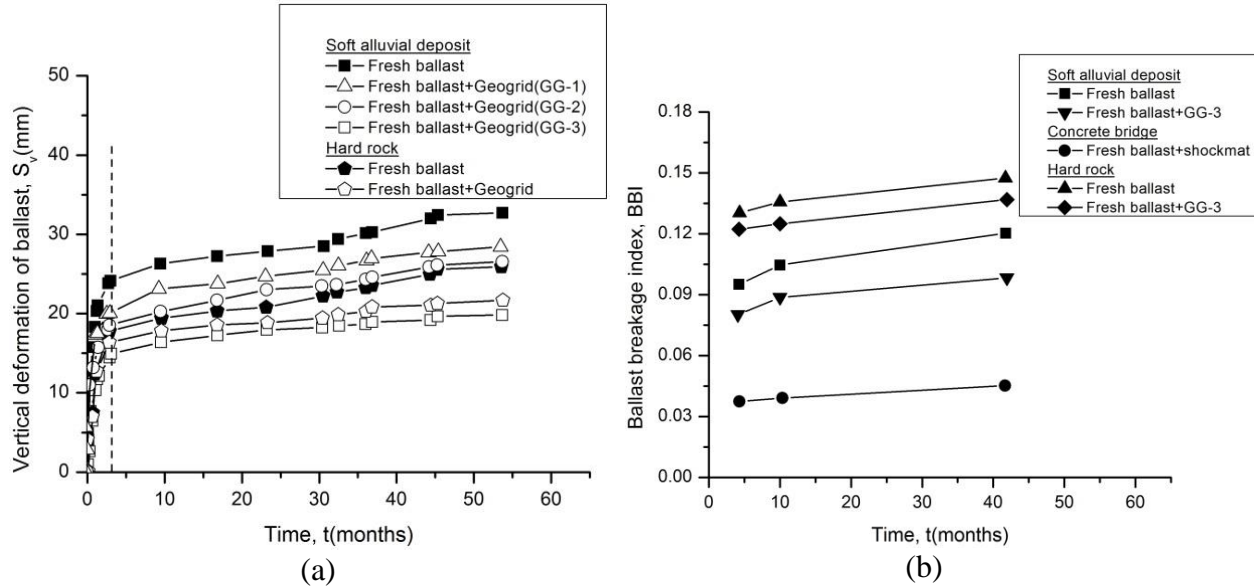 Soft alluvial deposit
Fresh ballast
Fresh ballast+Geogrid(GG-1)
Fresh ballast+Geogrid(GG-2)
Fresh ballast+Geogrid(GG-3)
Hard rock
Fresh ballast
Fresh ballast+Geogrid
50
40
30
20
10
0
Vertical deformation of ballast, Sv(mm)
0 10 20 30 40 50 60
Time, t(months)
(a)
Soft alluvial deposit
Fresh ballast
Fresh ballast+GG-3
Concrete bridge
Fresh ballast+shockmat
Hard rock
Fresh ballast
Fresh ballast+GG-3
0.18
0.15
0.12
0.09
0.06
0.03
0.00
Ballast breakage index, BBI
0 10 20 30 40 50 60
Time, t(months)
(b)